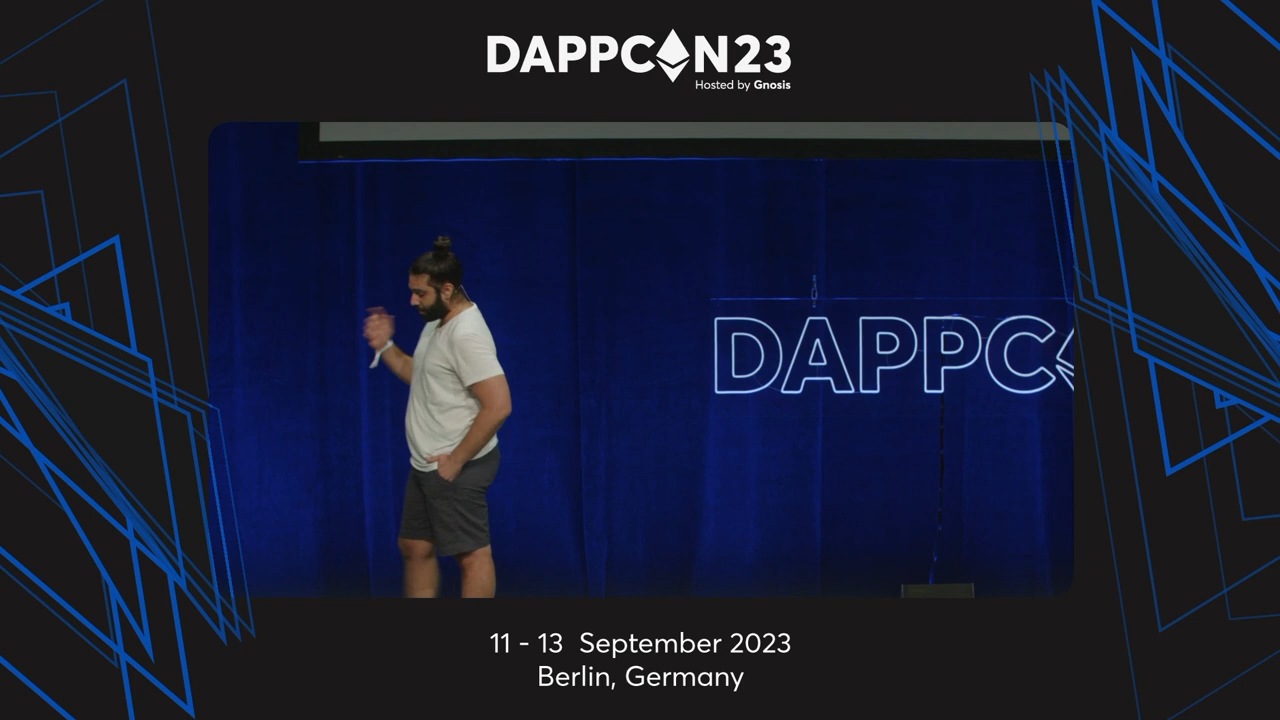 DAPPCON23
Hosted by Gnosis
DAPPC
11 - 13 September 2023
Berlin, Germany